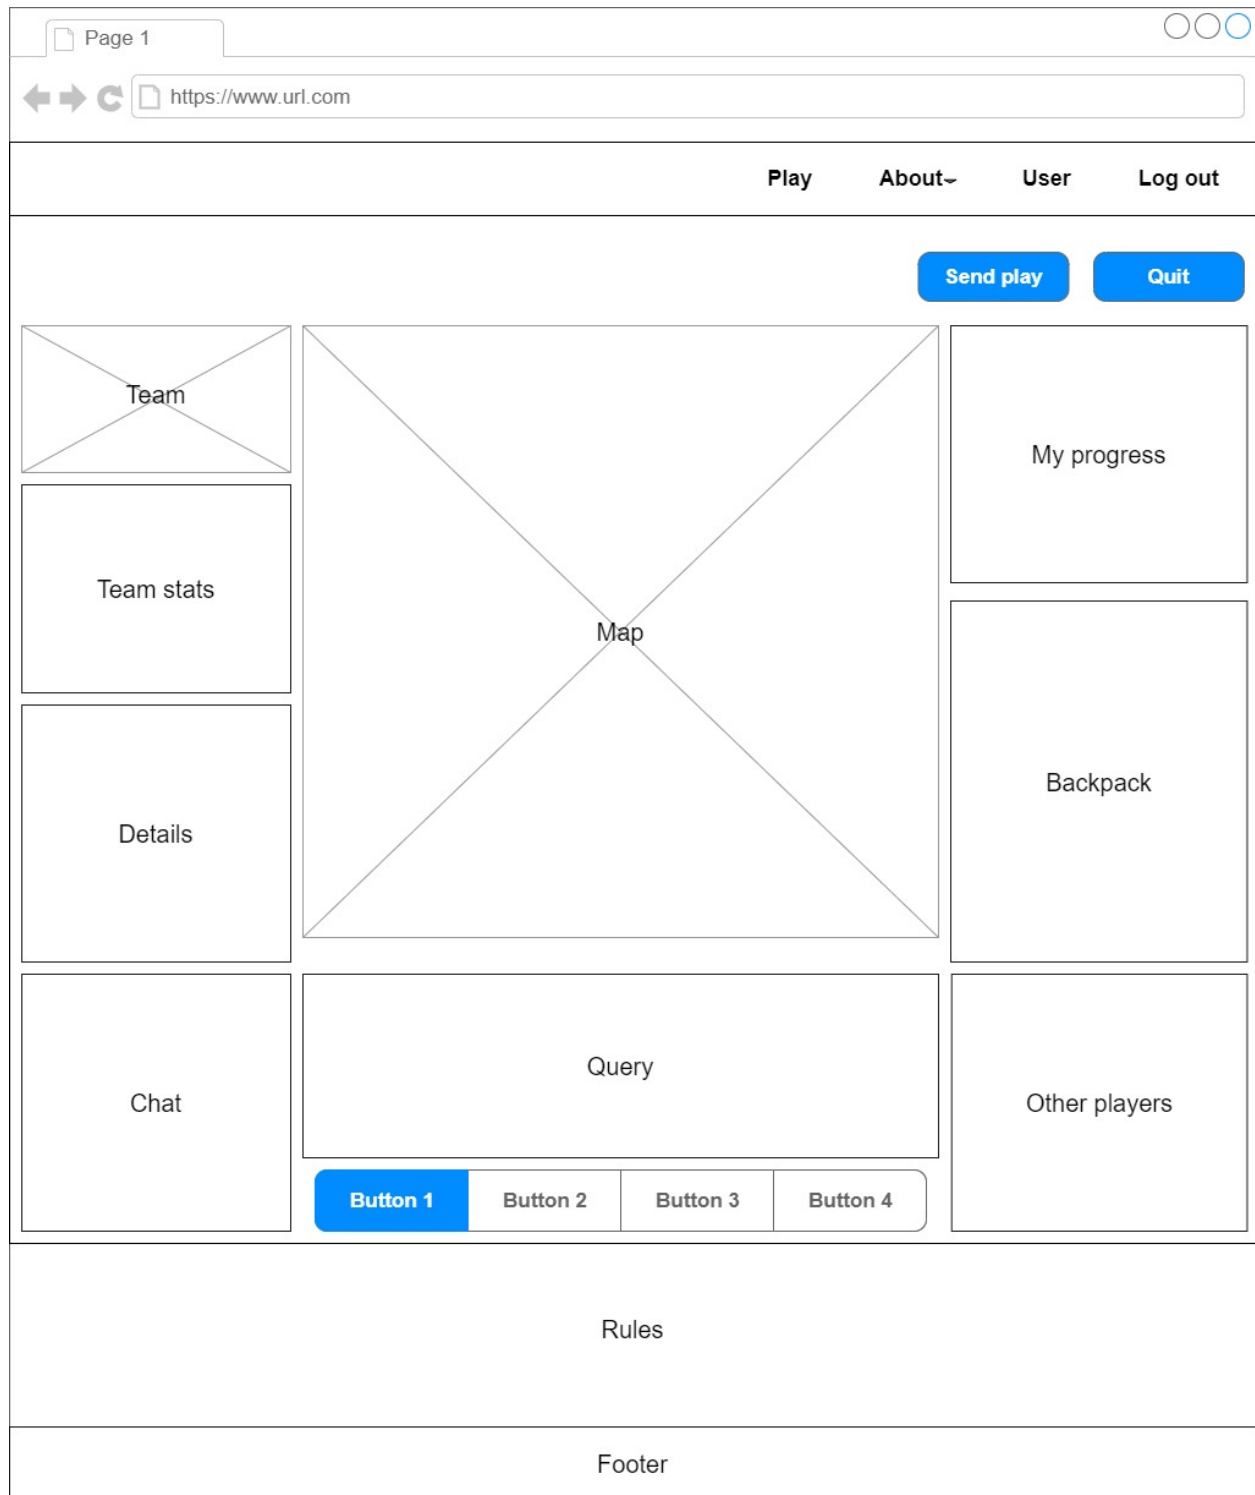 Page 1
https://www.url.com
Play About User Log out
Send play Quit
Team
My progress
Team stats
Map
Backpack
Details
Query
Chat
Other players
Button 1 Button 2 Button 3 Button 4
Rules
Footer